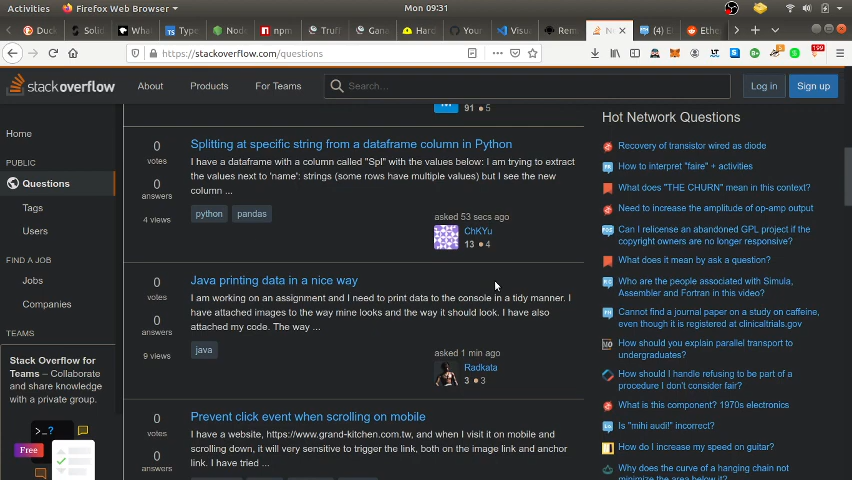 Activities
Firefox Web Browser
Mon 09:31
199
Duck
Solid
What
Type
Node
npm
Truff
Gana
Hard
Your
Visua
Rem
Ne
(4) E
Ethe
https://stackoverflow.com/questions
stackoverflow
About
Products
For Teams
Search…
Log in
Sign up
Home
PUBLIC
Questions
Tags
Users
FIND A JOB
Jobs
Companies
TEAMS
Stack Overflow for
Teams – Collaborate
and share knowledge
with a private group.
>_?
Free
91 5
0
votes
0
answers
4 views
Splitting at specific string from a dataframe column in Python
I have a dataframe with a column called "Spl" with the values below: I am trying to extract
the values next to 'name': strings (some rows have multiple values) but I see the new
column ...
python
pandas
asked 53 secs ago
ChKYu
13 4
0
votes
0
answers
9 views
Java printing data in a nice way
I am working on an assignment and I need to print data to the console in a tidy manner. I
have attached images to the way mine looks and the way it should look. I have also
attached my code. The way ...
java
asked 1 min ago
Radkata
3 3
0
votes
0
answers
Prevent click event when scrolling on mobile
I have a website, https://www.grand-kitchen.com.tw, and when I visit it on mobile and
scrolling down, it will very sensitive to trigger the link, both on the image link and anchor
link. I have tried ...
Hot Network Questions
Recovery of transistor wired as diode
How to interpret "faire" + activities
What does "THE CHURN" mean in this context?
Need to increase the amplitude of op-amp output
Can I relicense an abandoned GPL project if the
copyright owners are no longer responsive?
What does it mean by ask a question?
Who are the people associated with Simula,
Assembler and Fortran in this video?
Cannot find a journal paper on a study on caffeine,
even though it is registered at clinicaltrials.gov
How should you explain parallel transport to
undergraduates?
How should I handle refusing to be part of a
procedure I don't consider fair?
What is this component? 1970s electronics
Is "mihi audi!" incorrect?
How do I increase my speed on guitar?
Why does the curve of a hanging chain not
minimize the area below it?